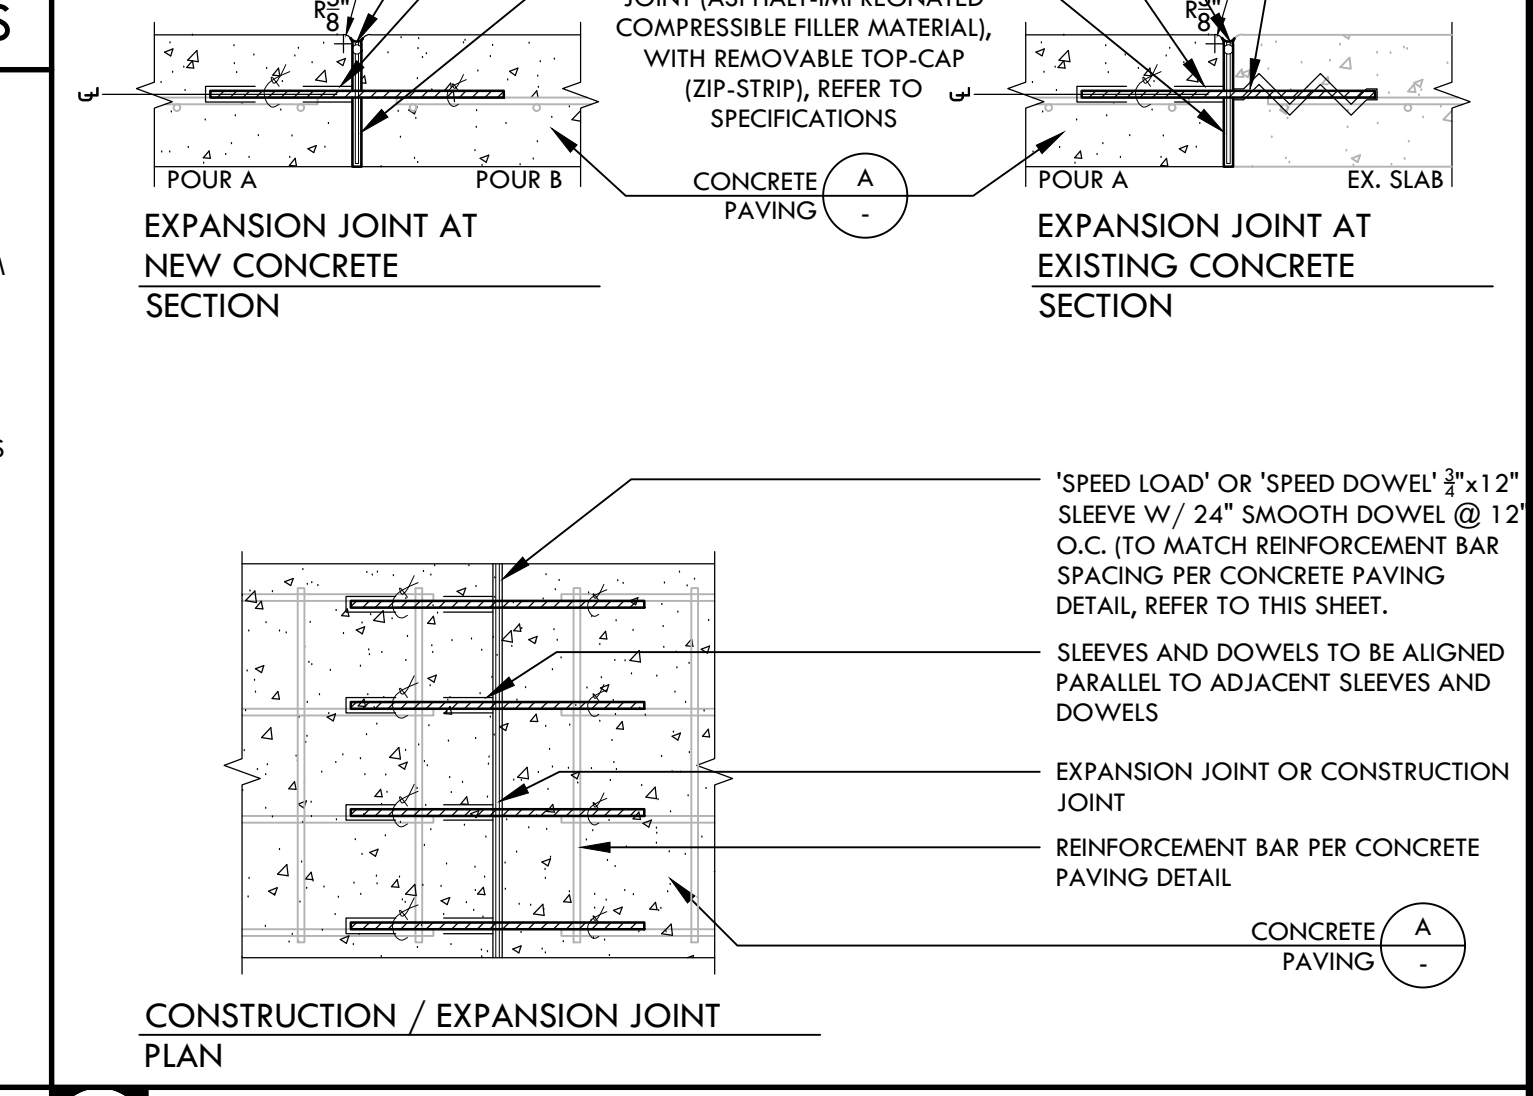 S
R3/8"
JOINT (ASPHALT-IMPREGNATED
COMPRESSIBLE FILLER MATERIAL),
WITH REMOVABLE TOP-CAP
(ZIP-STRIP), REFER TO
SPECIFICATIONS
R3/8"
POUR A
POUR B
CONCRETE
PAVING
A
-
POUR A
EX. SLAB
EXPANSION JOINT AT
NEW CONCRETE
SECTION
EXPANSION JOINT AT
EXISTING CONCRETE
SECTION
S
'SPEED LOAD' OR 'SPEED DOWEL' 3/4"x12"
SLEEVE W/ 24" SMOOTH DOWEL @ 12"
O.C. (TO MATCH REINFORCEMENT BAR
SPACING PER CONCRETE PAVING
DETAIL, REFER TO THIS SHEET.
SLEEVES AND DOWELS TO BE ALIGNED
PARALLEL TO ADJACENT SLEEVES AND
DOWELS
EXPANSION JOINT OR CONSTRUCTION
JOINT
REINFORCEMENT BAR PER CONCRETE
PAVING DETAIL
CONCRETE
PAVING
A
-
CONSTRUCTION / EXPANSION JOINT
PLAN